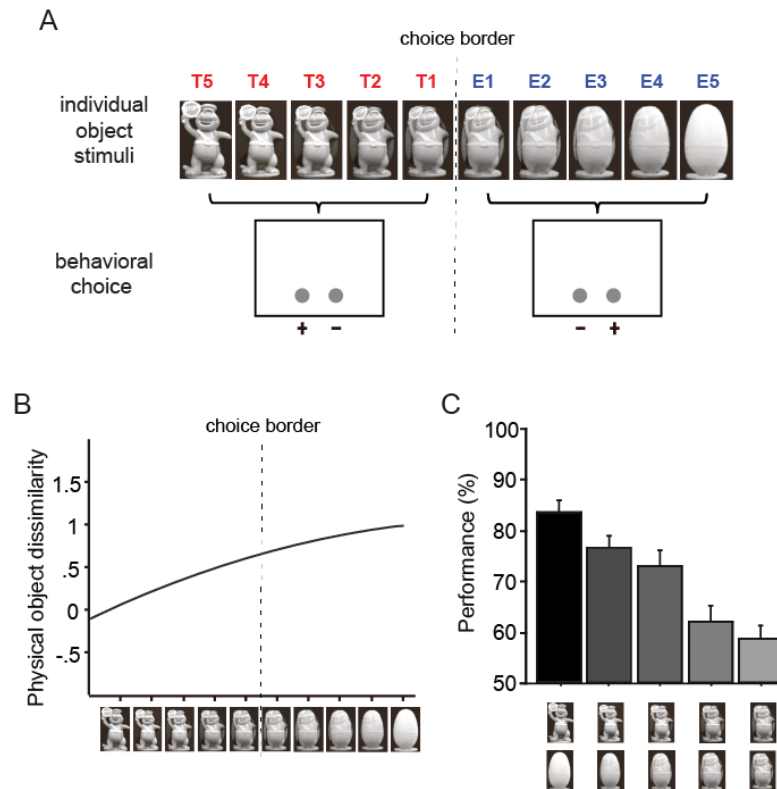 A
choice border
T5 T4 T3 T2 T1 E1 E2 E3 E4 E5
individual
object
stimuli
behavioral
choice
+ − − +
B
choice border
Physical object dissimilarity
1.5
1
.5
0
-.5
C
Performance (%)
100
90
80
70
60
50